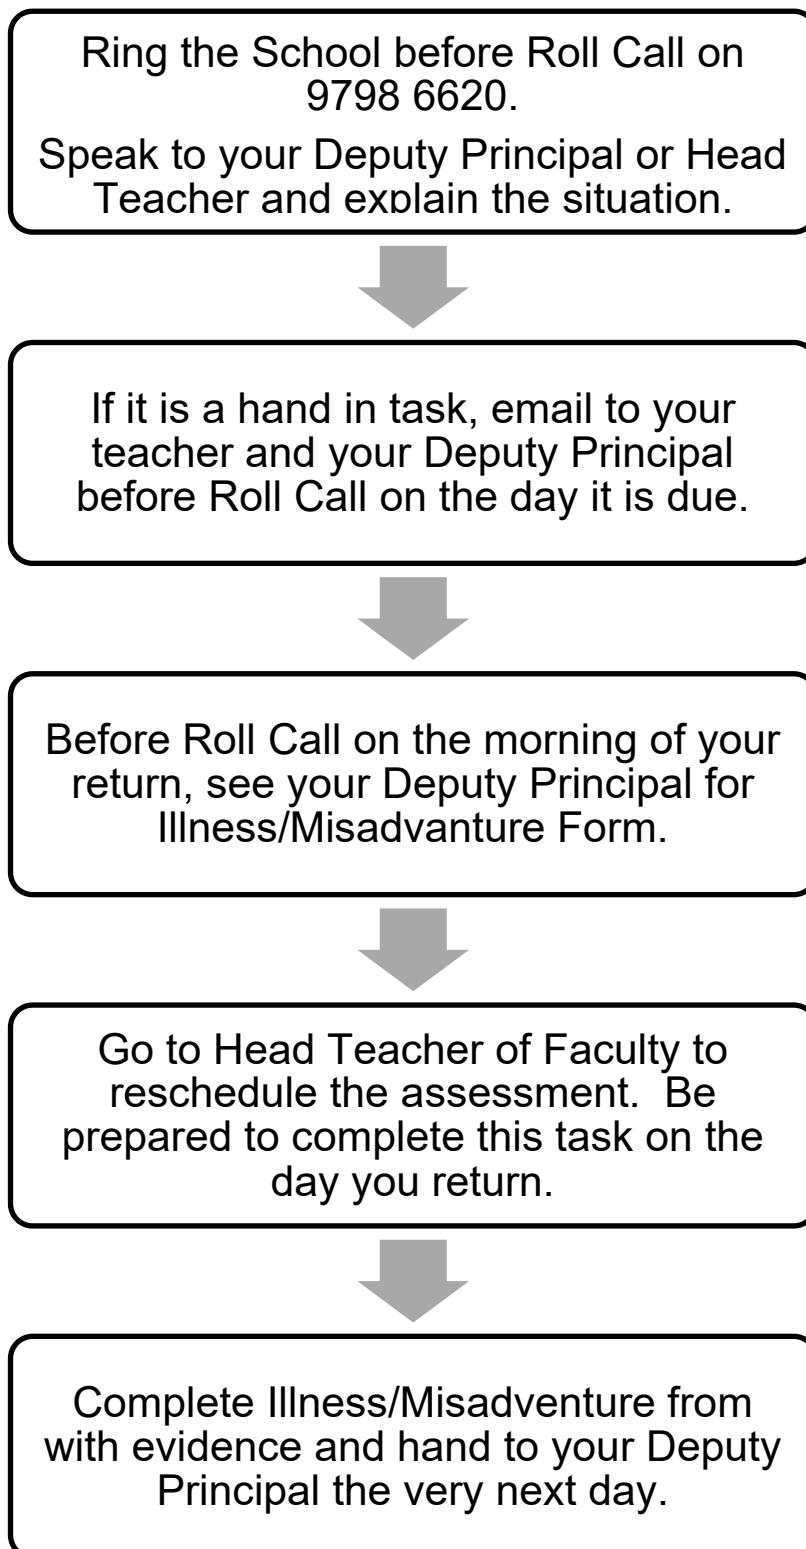 Ring the School before Roll Call on
9798 6620.
Speak to your Deputy Principal or Head
Teacher and explain the situation.
If it is a hand in task, email to your
teacher and your Deputy Principal
before Roll Call on the day it is due.
Before Roll Call on the morning of your
return, see your Deputy Principal for
Illness/Misadvanture Form.
Go to Head Teacher of Faculty to
reschedule the assessment.  Be
prepared to complete this task on the
day you return.
Complete Illness/Misadventure from
with evidence and hand to your Deputy
Principal the very next day.